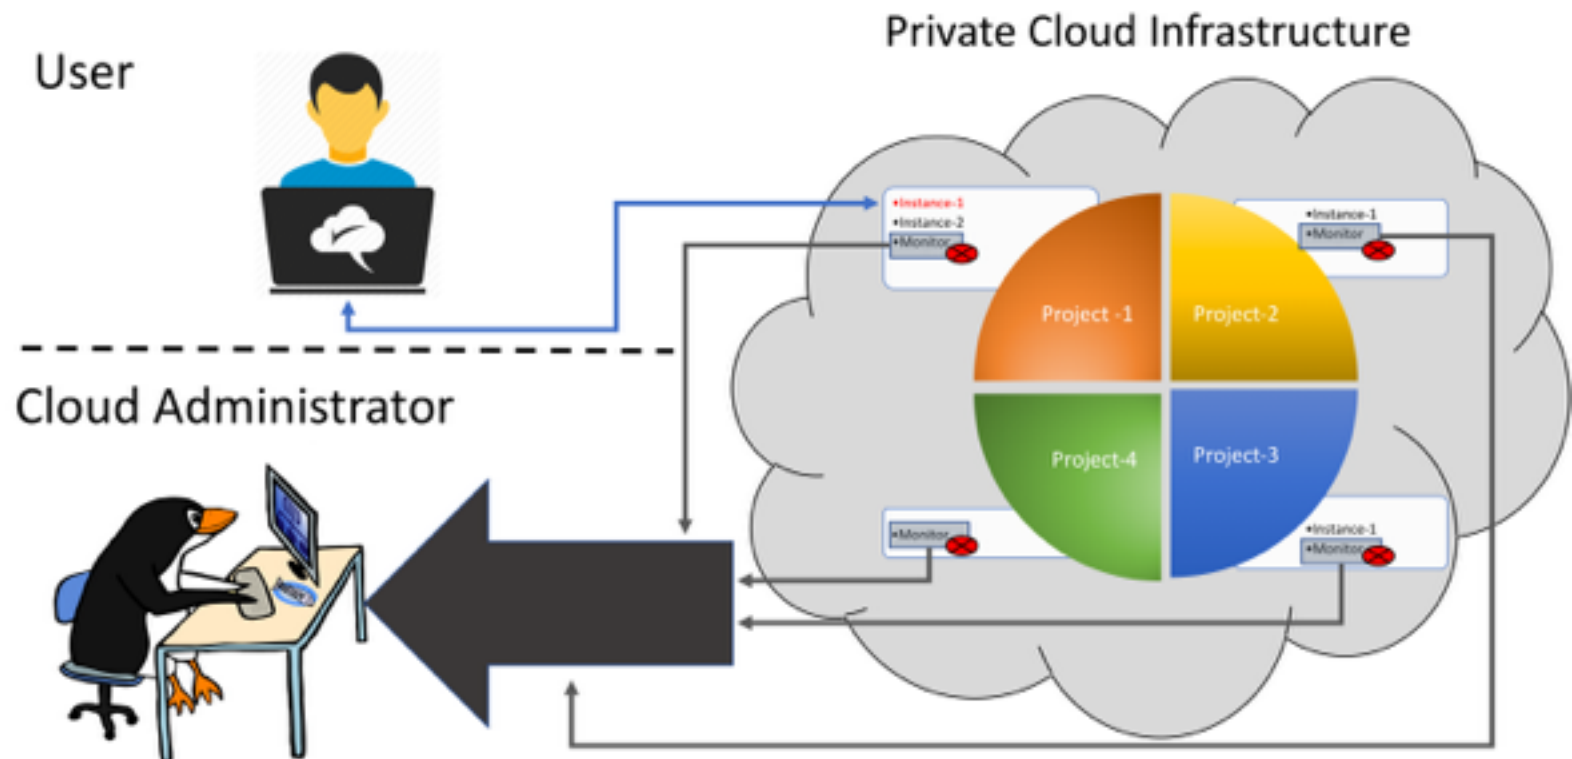 Private Cloud Infrastructure
User
•Instance-1
•Instance-2
•Monitor
•Instance-1
•Monitor
Project -1
Project-2
Cloud Administrator
Project-4
Project-3
•Monitor
•Instance-1
•Monitor